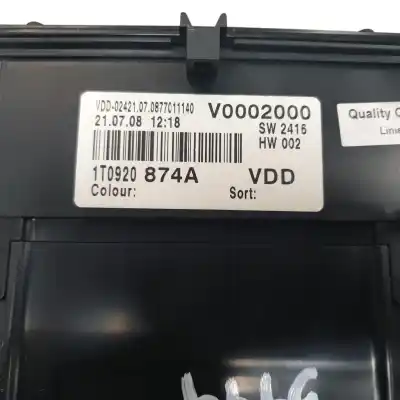 VDD-02421.07.0877011140 V0002000
21.07.08 12:18 SW 2416
HW 002
1T0920 874A VDD
Colour: Sort:
Quality